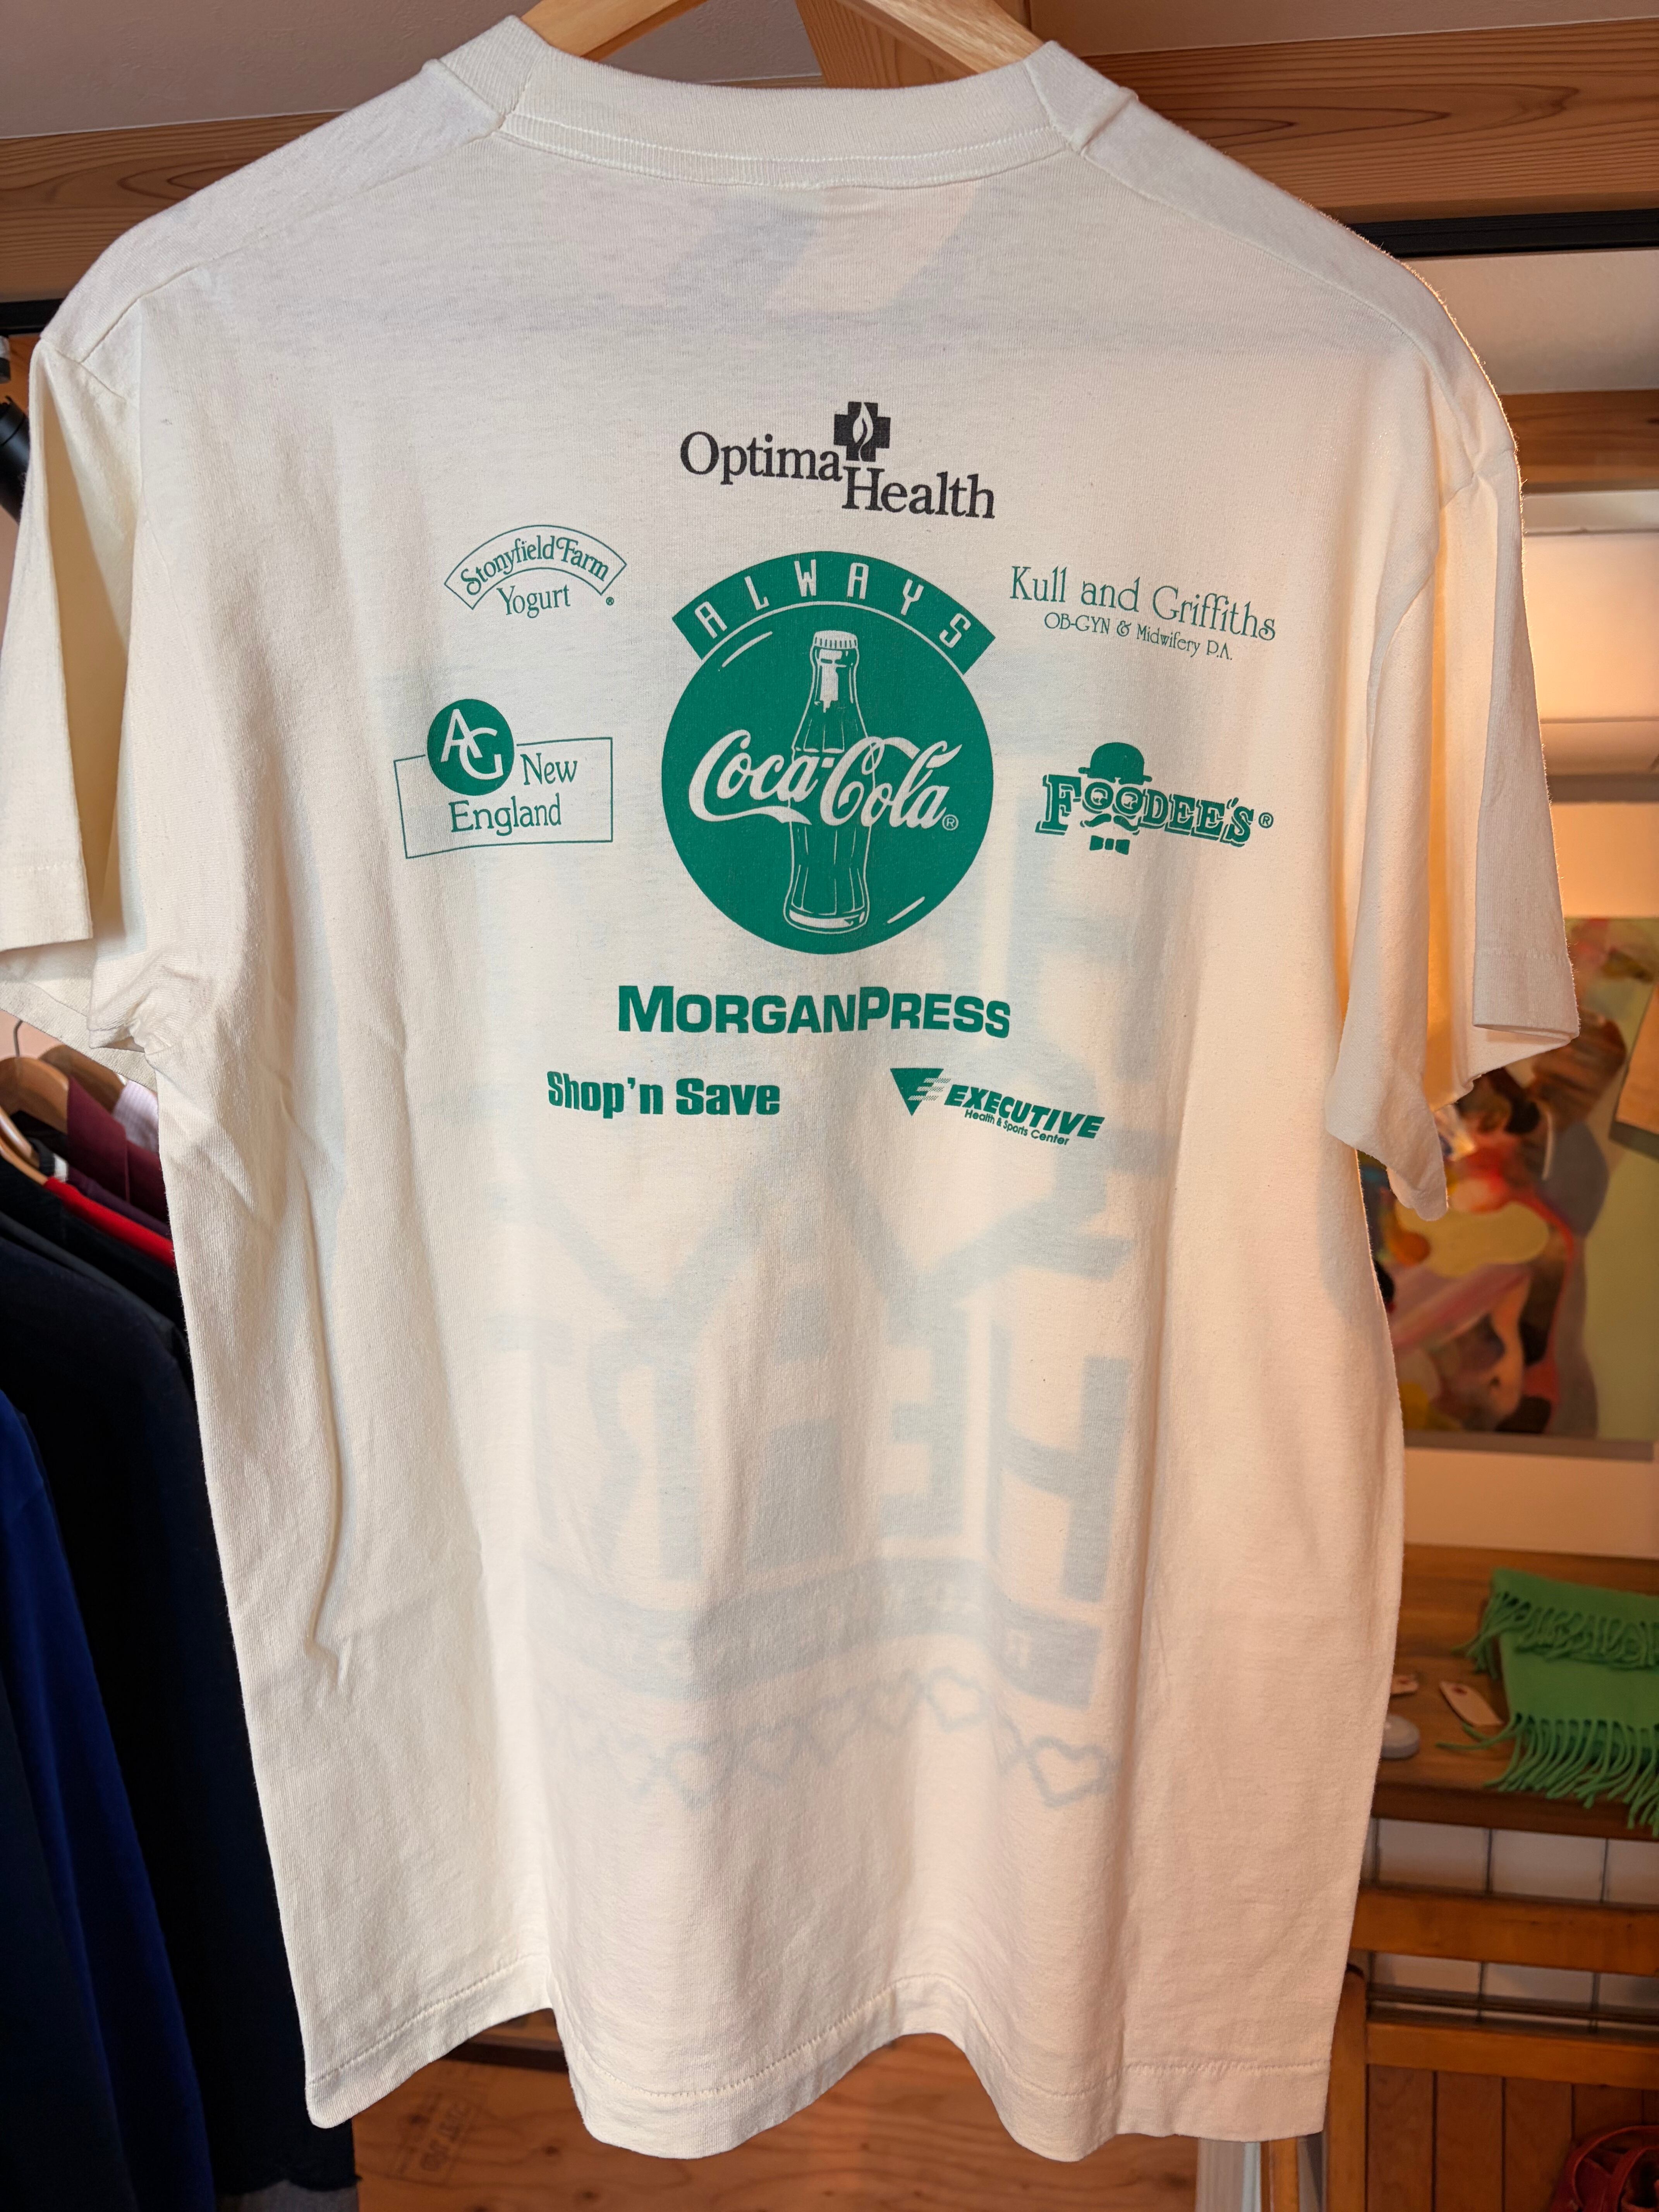 Optima Health
Stonyfield Farm
Yogurt
®
ALWAYS
Kull and Griffiths
OB-GYN & Midwifery P.A.
AG
New
England
Coca-Cola®
FOODEE'S®
MORGANPRESS
Shop'n Save
E EXECUTIVE
Health & Sports Center